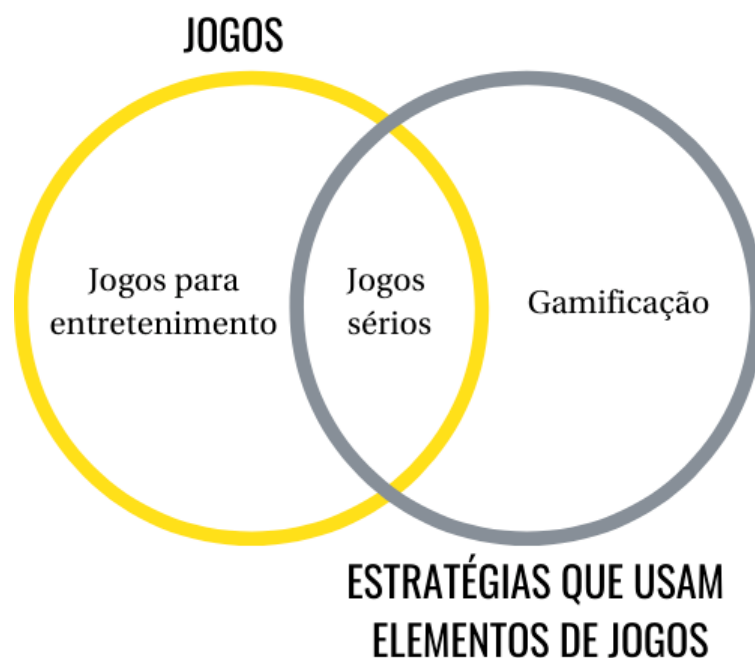 JOGOS
Jogos para
entretenimento
Jogos
sérios
Gamificação
ESTRATÉGIAS QUE USAM
ELEMENTOS DE JOGOS